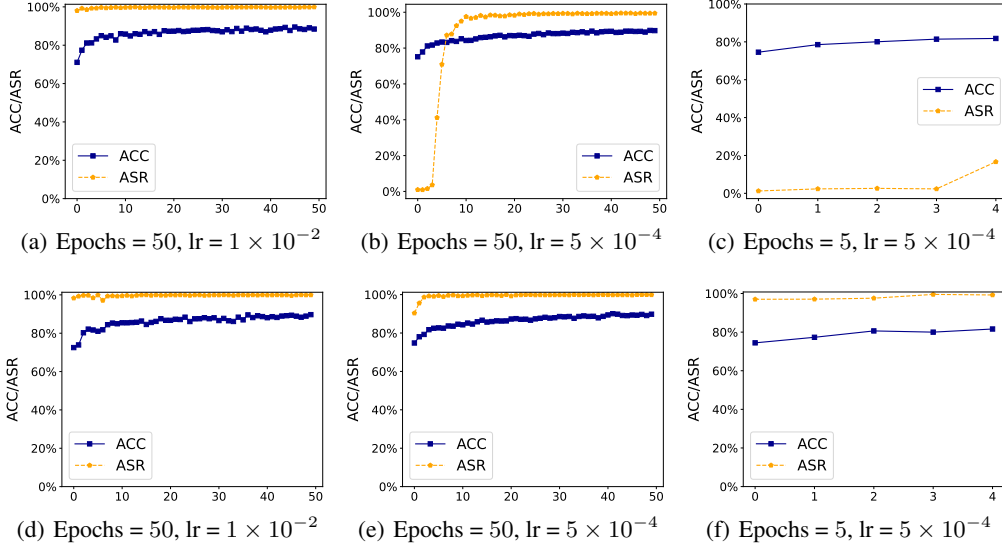 100%
80%
60%
40%
20%
0%
ACC/ASR
ACC
ASR
0 10 20 30 40 50
(a) Epochs = 50, lr = 1 × 10⁻²
100%
80%
60%
40%
20%
0%
ACC/ASR
ACC
ASR
0 10 20 30 40 50
(b) Epochs = 50, lr = 5 × 10⁻⁴
100%
80%
60%
40%
20%
0%
ACC/ASR
ACC
ASR
0 1 2 3 4
(c) Epochs = 5, lr = 5 × 10⁻⁴
100%
80%
60%
40%
20%
0%
ACC/ASR
ACC
ASR
0 10 20 30 40 50
(d) Epochs = 50, lr = 1 × 10⁻²
100%
80%
60%
40%
20%
0%
ACC/ASR
ACC
ASR
0 10 20 30 40 50
(e) Epochs = 50, lr = 5 × 10⁻⁴
100%
80%
60%
40%
20%
0%
ACC/ASR
ACC
ASR
0 1 2 3 4
(f) Epochs = 5, lr = 5 × 10⁻⁴